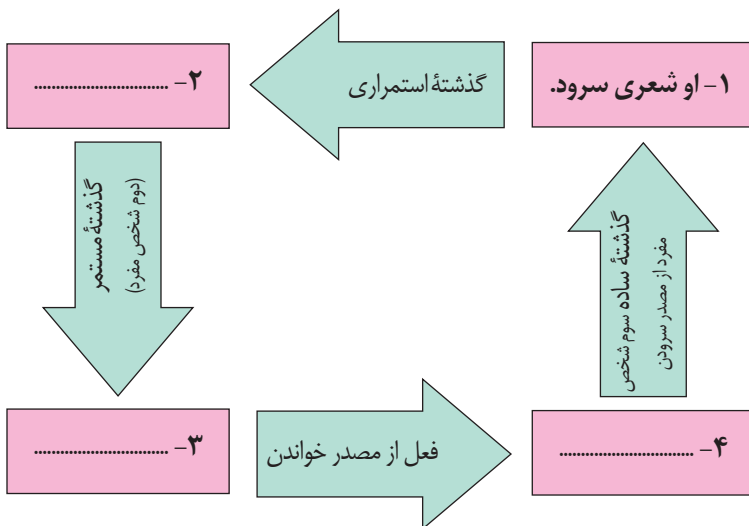 ۱- او شعری سرود.
گذشتهٔ استمراری
۲- ................................
گذشتهٔ مستمر
(دوم شخص مفرد)
۳- ................................
فعل از مصدر خواندن
۴- ................................
گذشتهٔ ساده سوم شخص
مفرد از مصدر سرودن